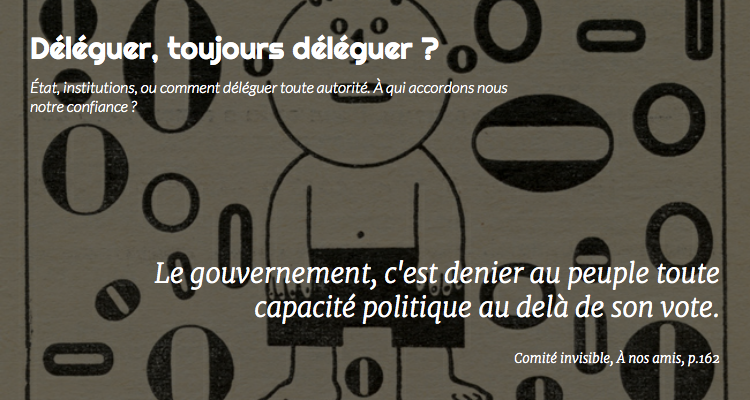 Déléguer, toujours déléguer ?
État, institutions, ou comment déléguer toute autorité. À qui accordons nous
notre confiance ?
Le gouvernement, c'est denier au peuple toute
capacité politique au delà de son vote.
Comité invisible, À nos amis, p.162